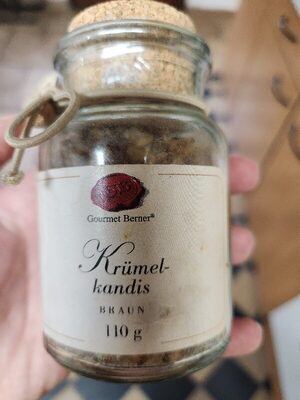 Gourmet Berner®
Krümel-
kandis
BRAUN
110 g